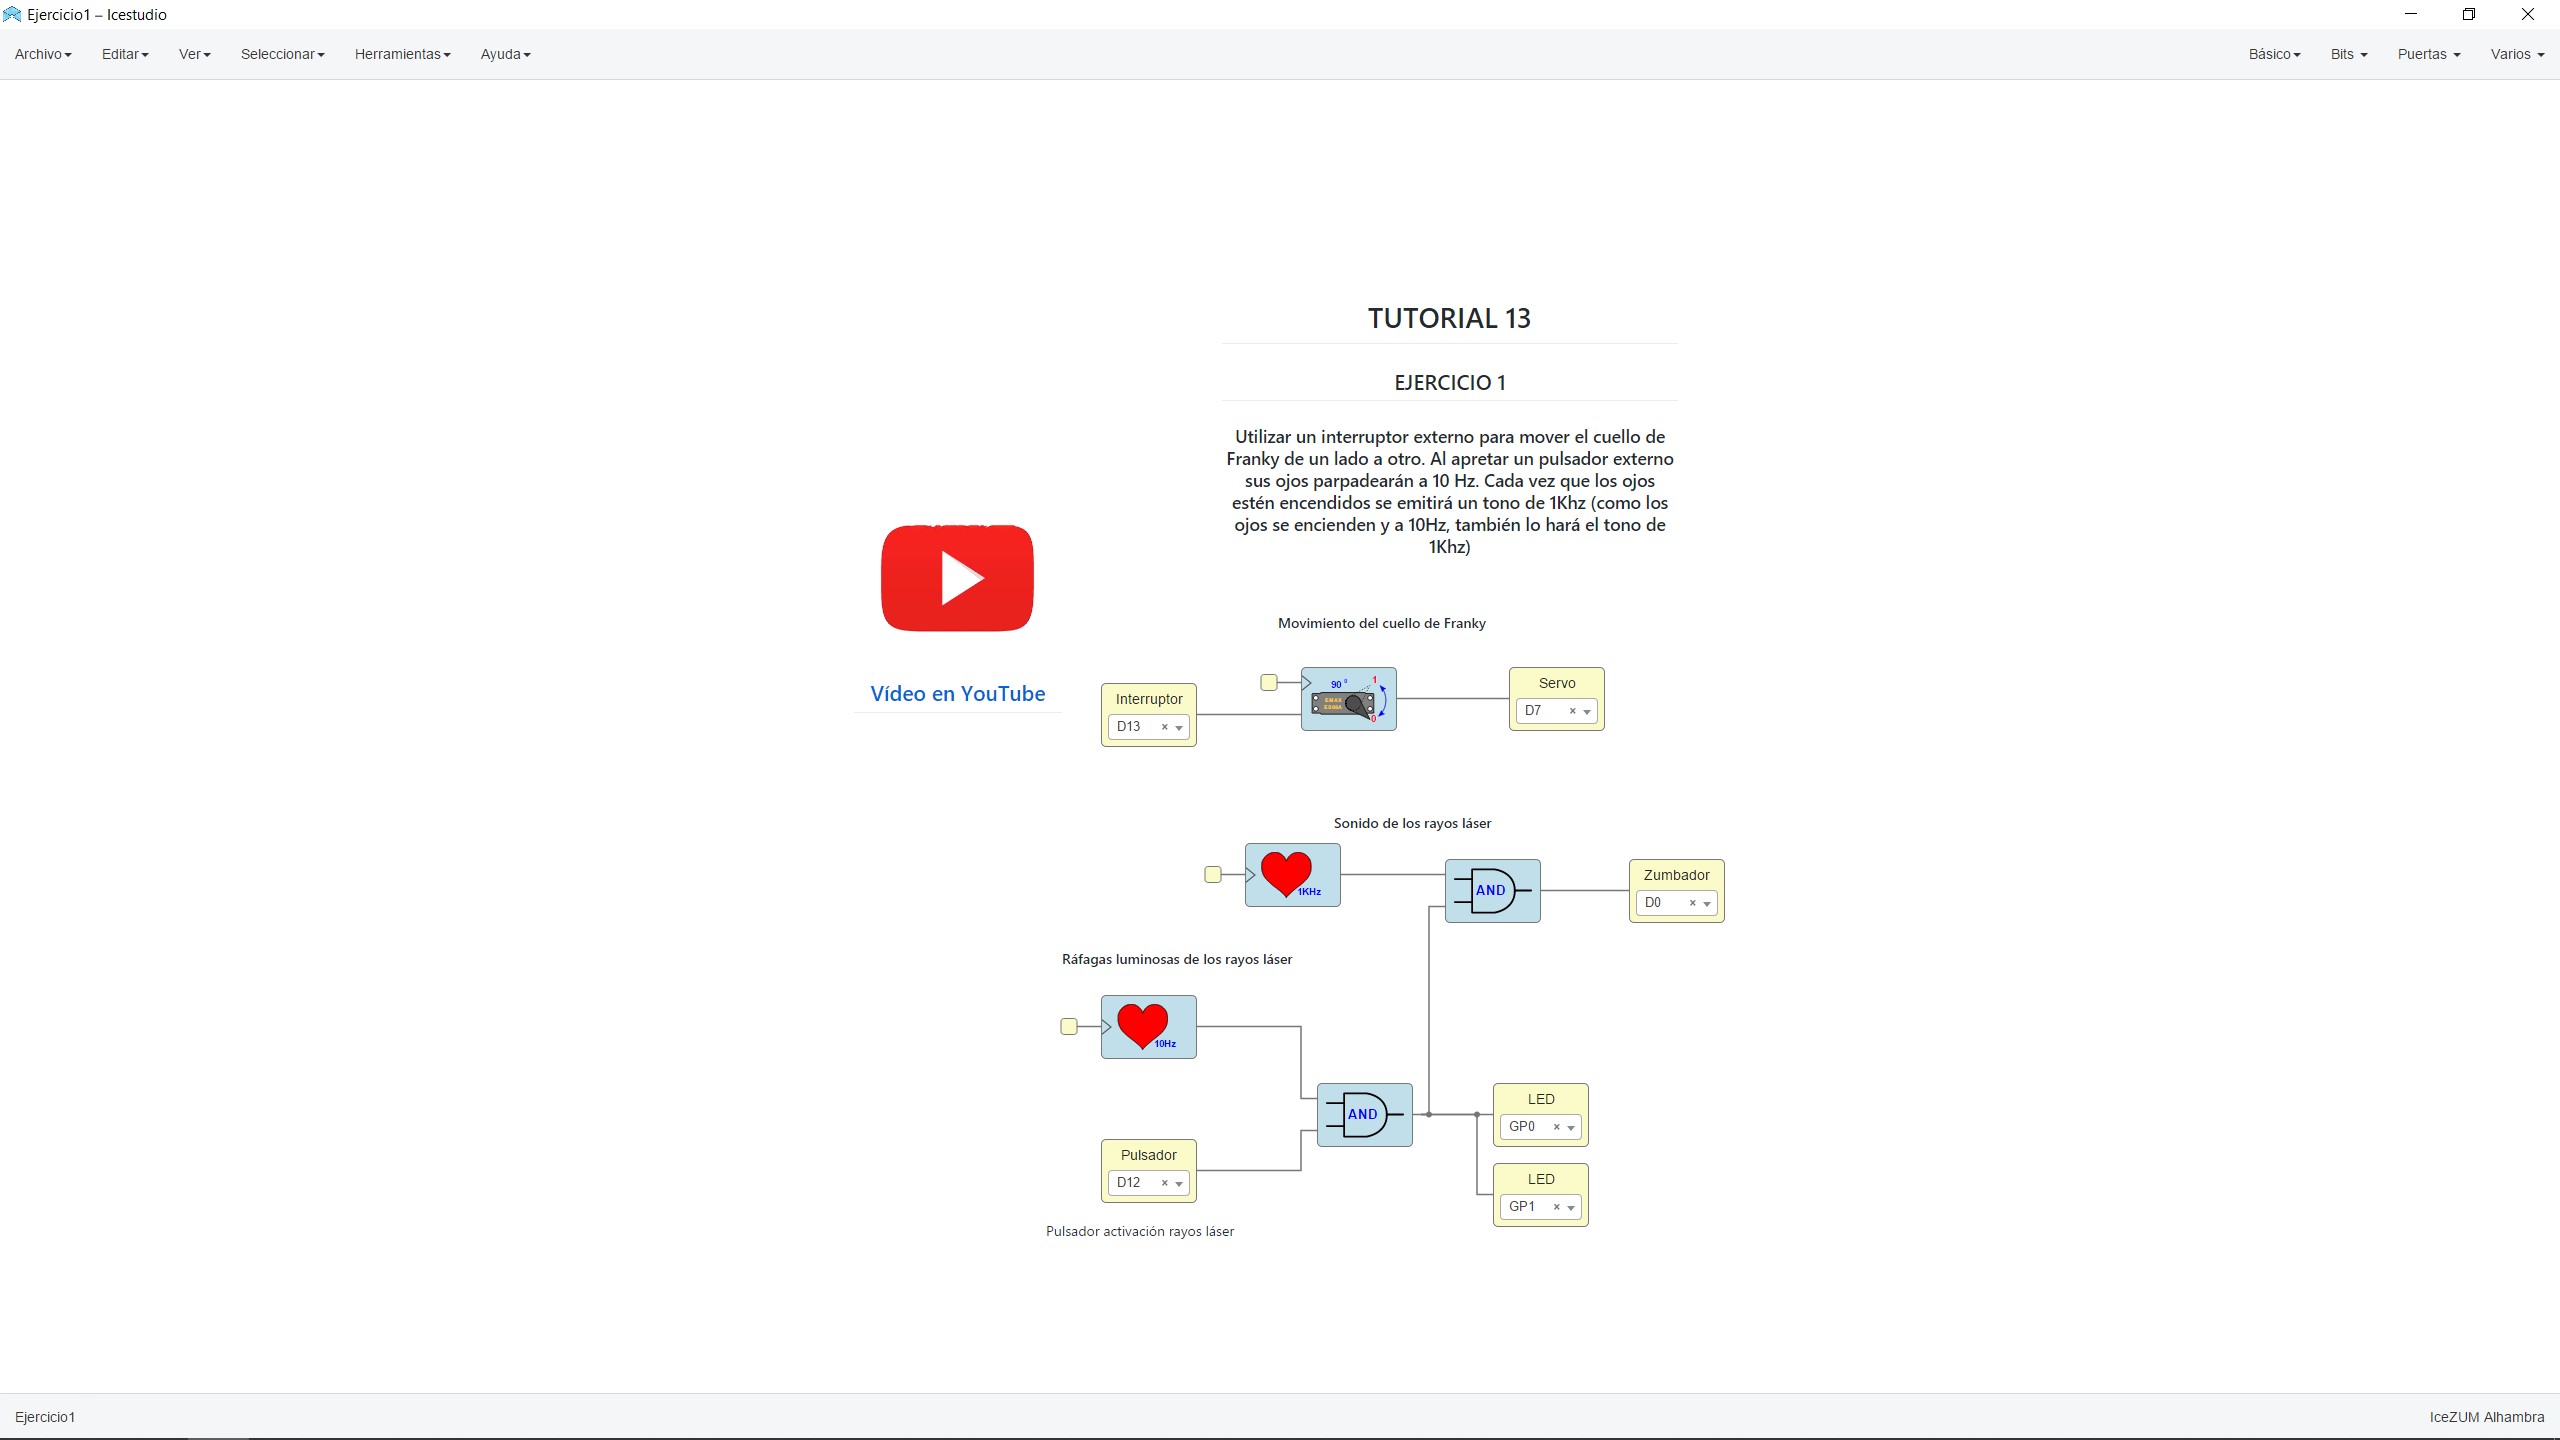 Ejercicio1 – Icestudio
Archivo Editar Ver Seleccionar Herramientas Ayuda Básico Bits Puertas Varios
TUTORIAL 13
EJERCICIO 1
Utilizar un interruptor externo para mover el cuello de
Franky de un lado a otro. Al apretar un pulsador externo
sus ojos parpadearán a 10 Hz. Cada vez que los ojos
estén encendidos se emitirá un tono de 1Khz (como los
ojos se encienden y a 10Hz, también lo hará el tono de
1Khz)
Vídeo en YouTube
Movimiento del cuello de Franky
Interruptor
D13 ×
90 º 1
EMAX
ES08A
0
Servo
D7 ×
Sonido de los rayos láser
1KHz
AND
Zumbador
D0 ×
Ráfagas luminosas de los rayos láser
10Hz
AND
LED
GP0 ×
Pulsador
D12 ×
LED
GP1 ×
Pulsador activación rayos láser
Ejercicio1
IceZUM Alhambra